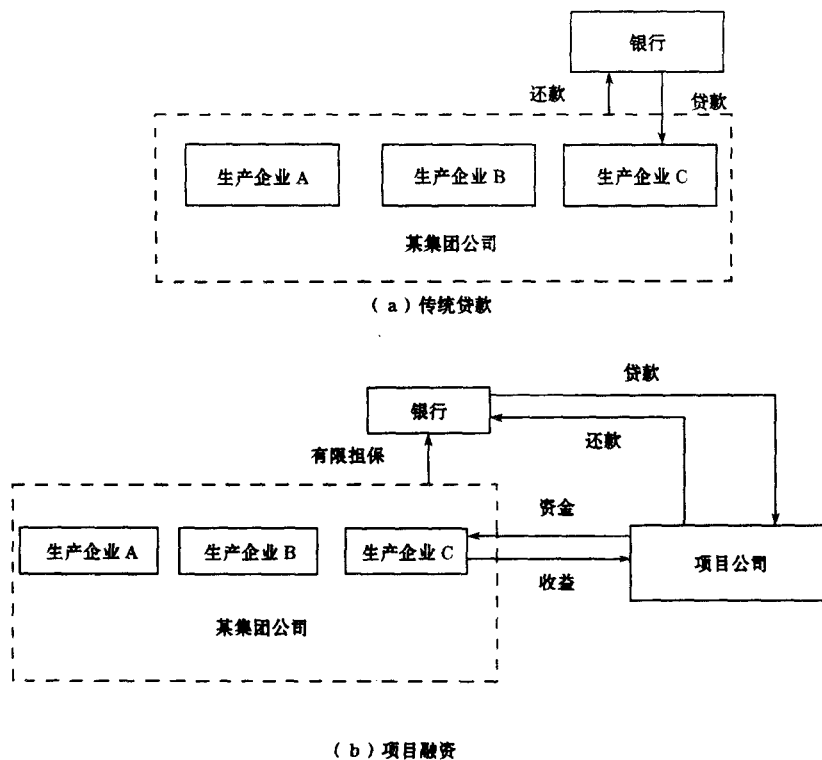 银行
还款
贷款
生产企业 A
生产企业 B
生产企业 C
某集团公司
( a ) 传统贷款
贷款
银行
还款
有限担保
资金
生产企业 A
生产企业 B
生产企业 C
项目公司
收益
某集团公司
( b ) 项目融资